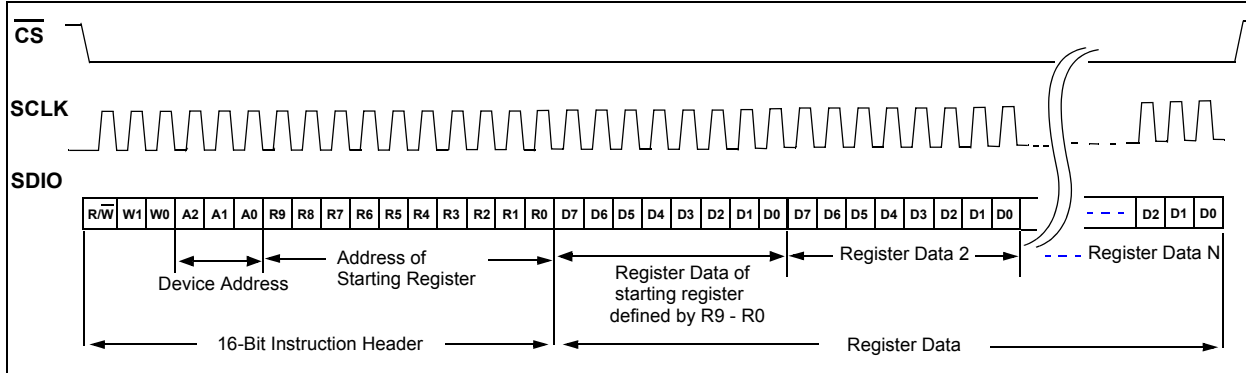 CS
SCLK
SDIO
R/W W1 W0 A2 A1 A0 R9 R8 R7 R6 R5 R4 R3 R2 R1 R0 D7 D6 D5 D4 D3 D2 D1 D0 D7 D6 D5 D4 D3 D2 D1 D0 D2 D1 D0
Device Address
Address of
Starting Register
Register Data of
starting register
defined by R9 - R0
Register Data 2
Register Data N
16-Bit Instruction Header
Register Data